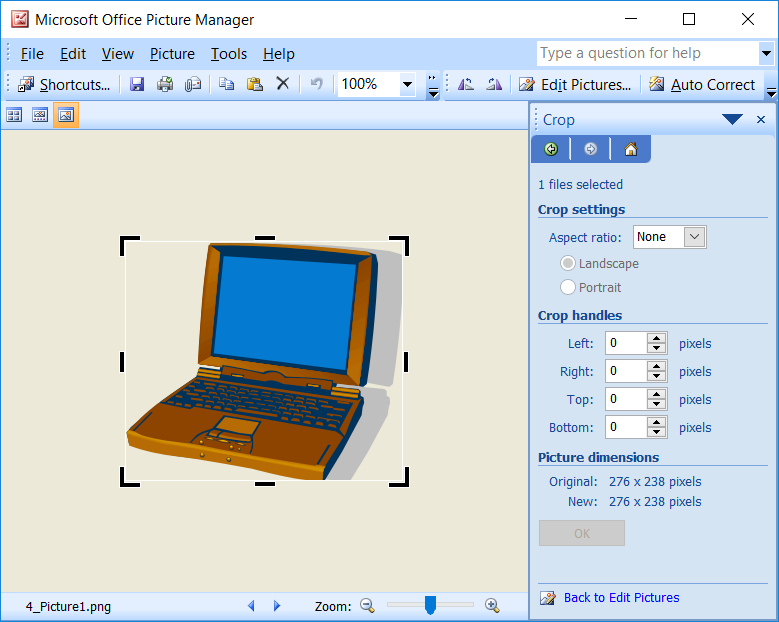 Microsoft Office Picture Manager
File Edit View Picture Tools Help Type a question for help
Shortcuts... 100% Edit Pictures... Auto Correct
Crop
1 files selected
Crop settings
Aspect ratio: None
Landscape
Portrait
Crop handles
Left: 0 pixels
Right: 0 pixels
Top: 0 pixels
Bottom: 0 pixels
Picture dimensions
Original: 276 x 238 pixels
New: 276 x 238 pixels
OK
Back to Edit Pictures
4_Picture1.png Zoom: